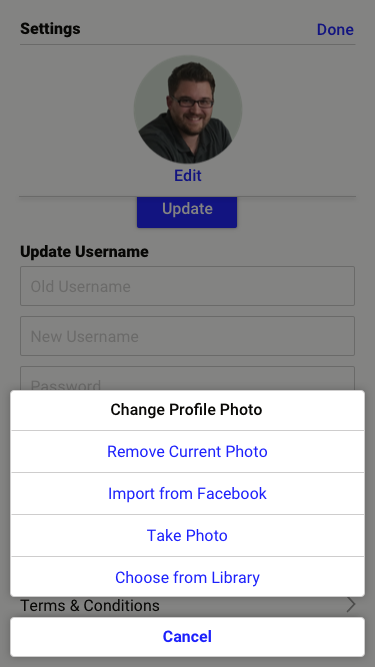 Settings
Done
Edit
Update
Update Username
Old Username
New Username
Password
Change Profile Photo
Remove Current Photo
Import from Facebook
Take Photo
Choose from Library
Terms & Conditions
Cancel